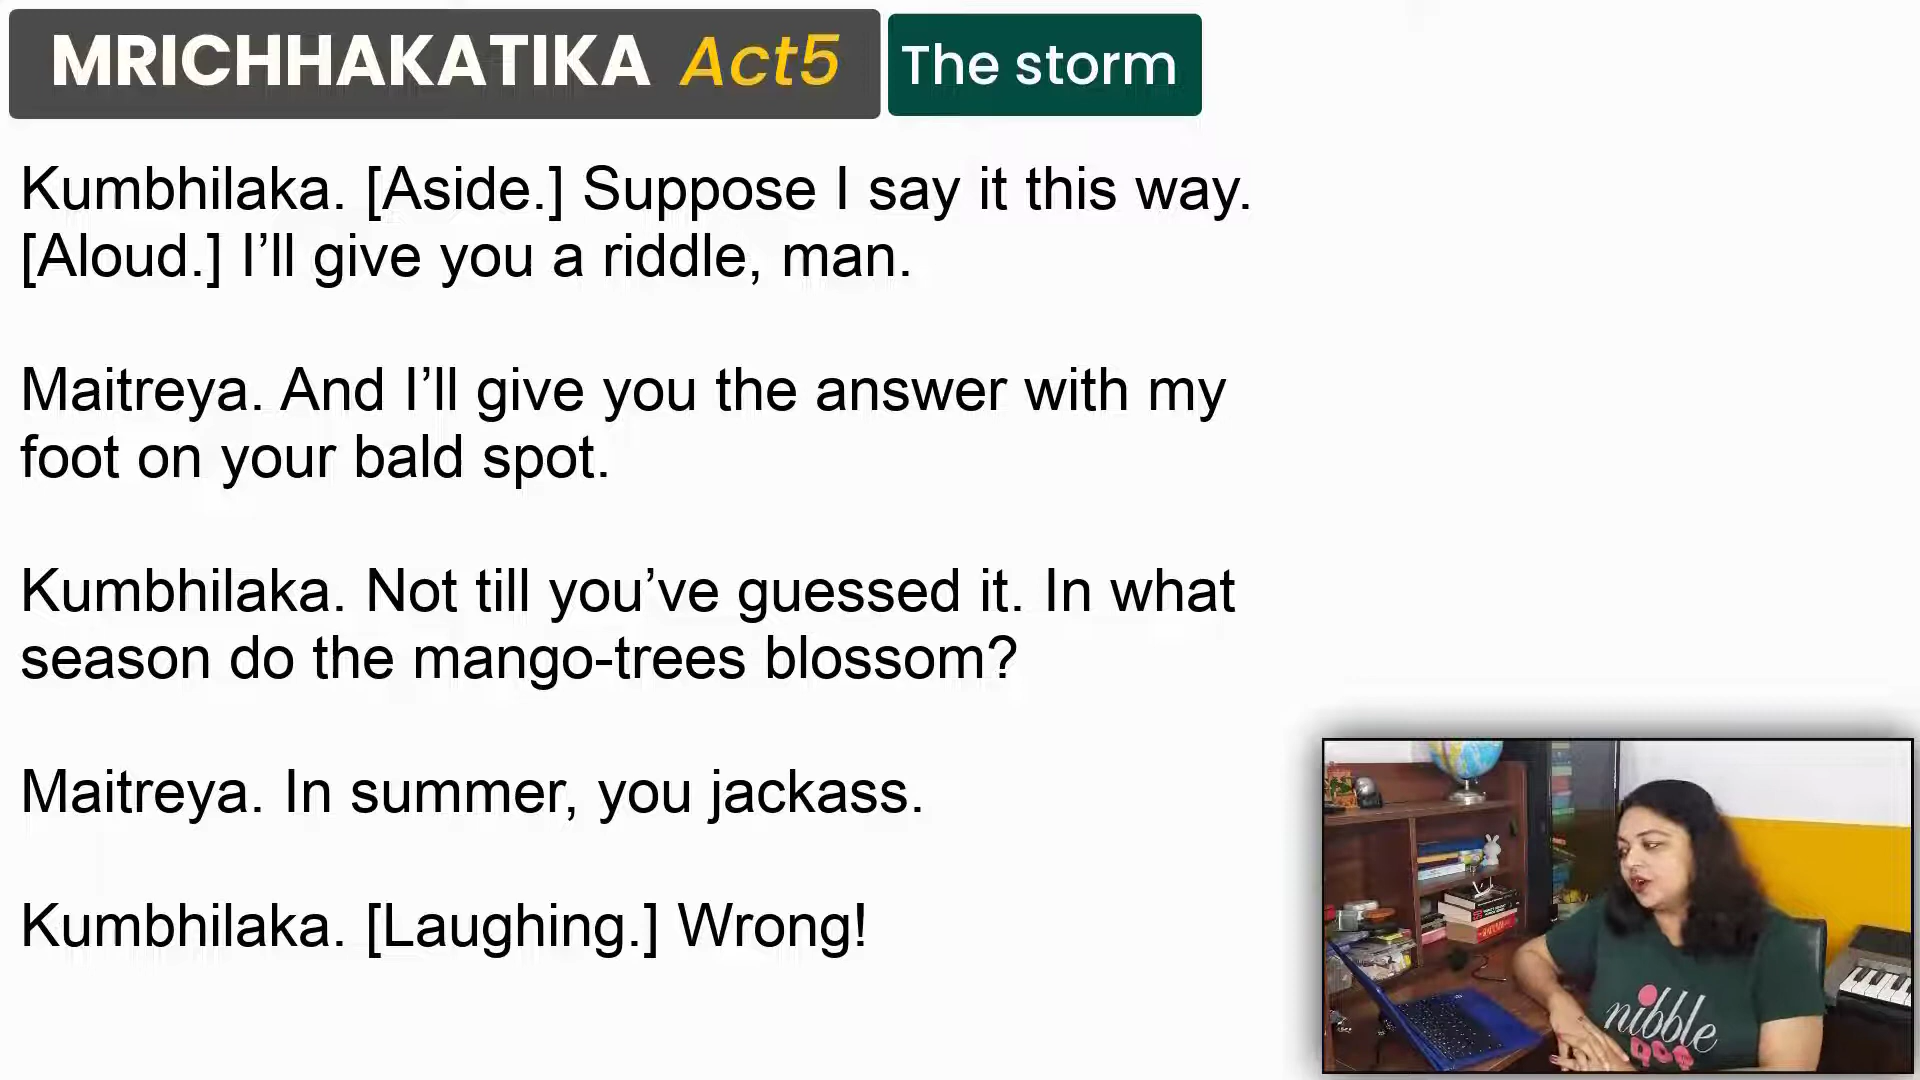 MRICHHAKATIKA Act5
The storm
Kumbhilaka. [Aside.] Suppose I say it this way.
[Aloud.] I’ll give you a riddle, man.
Maitreya. And I’ll give you the answer with my
foot on your bald spot.
Kumbhilaka. Not till you’ve guessed it. In what
season do the mango-trees blossom?
Maitreya. In summer, you jackass.
Kumbhilaka. [Laughing.] Wrong!
nibble